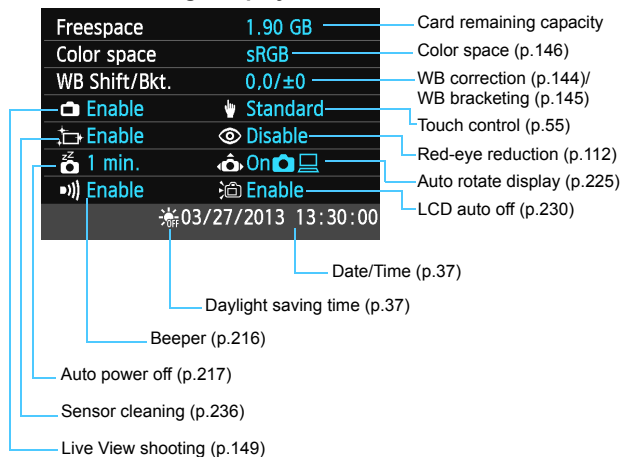 Freespace 1.90 GB
Color space sRGB
WB Shift/Bkt. 0,0/±0
Enable Standard
Enable Disable
zz 1 min. On
Enable Enable
OFF 03/27/2013 13:30:00
Card remaining capacity
Color space (p.146)
WB correction (p.144)/
WB bracketing (p.145)
Touch control (p.55)
Red-eye reduction (p.112)
Auto rotate display (p.225)
LCD auto off (p.230)
Date/Time (p.37)
Daylight saving time (p.37)
Beeper (p.216)
Auto power off (p.217)
Sensor cleaning (p.236)
Live View shooting (p.149)